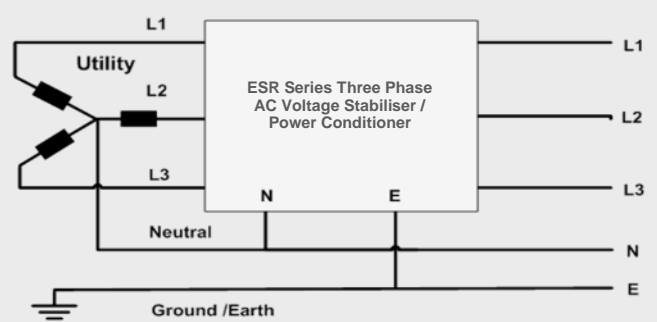 L1
L1
Utility
ESR Series Three Phase
AC Voltage Stabiliser /
Power Conditioner
L2
L2
L3
L3
N
E
Neutral
N
E
Ground /Earth